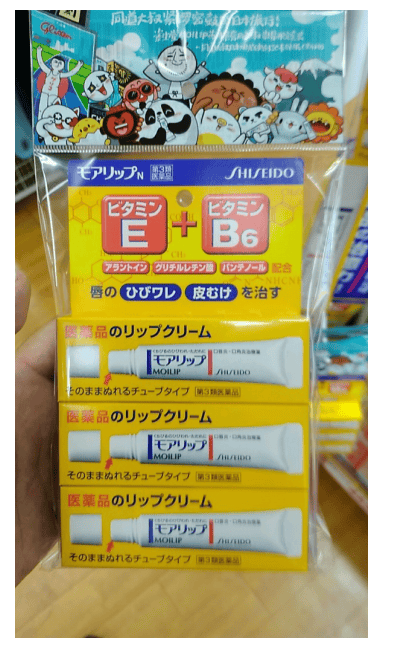 glico
モアリップN
第3類
医薬品
SHISEIDO
ビタミン
E
+
ビタミン
B6
アラントイン グリチルレチン酸 パンテノール 配合
唇の ひびワレ 皮むけ を治す
医薬品のリップクリーム
モアリップ
MOILIP
SHISEIDO
そのままぬれるチューブタイプ 第3類医薬品
医薬品のリップクリーム
モアリップ
MOILIP
SHISEIDO
そのままぬれるチューブタイプ 第3類医薬品
医薬品のリップクリーム
モアリップ
MOILIP
SHISEIDO
そのままぬれるチューブタイプ 第3類医薬品